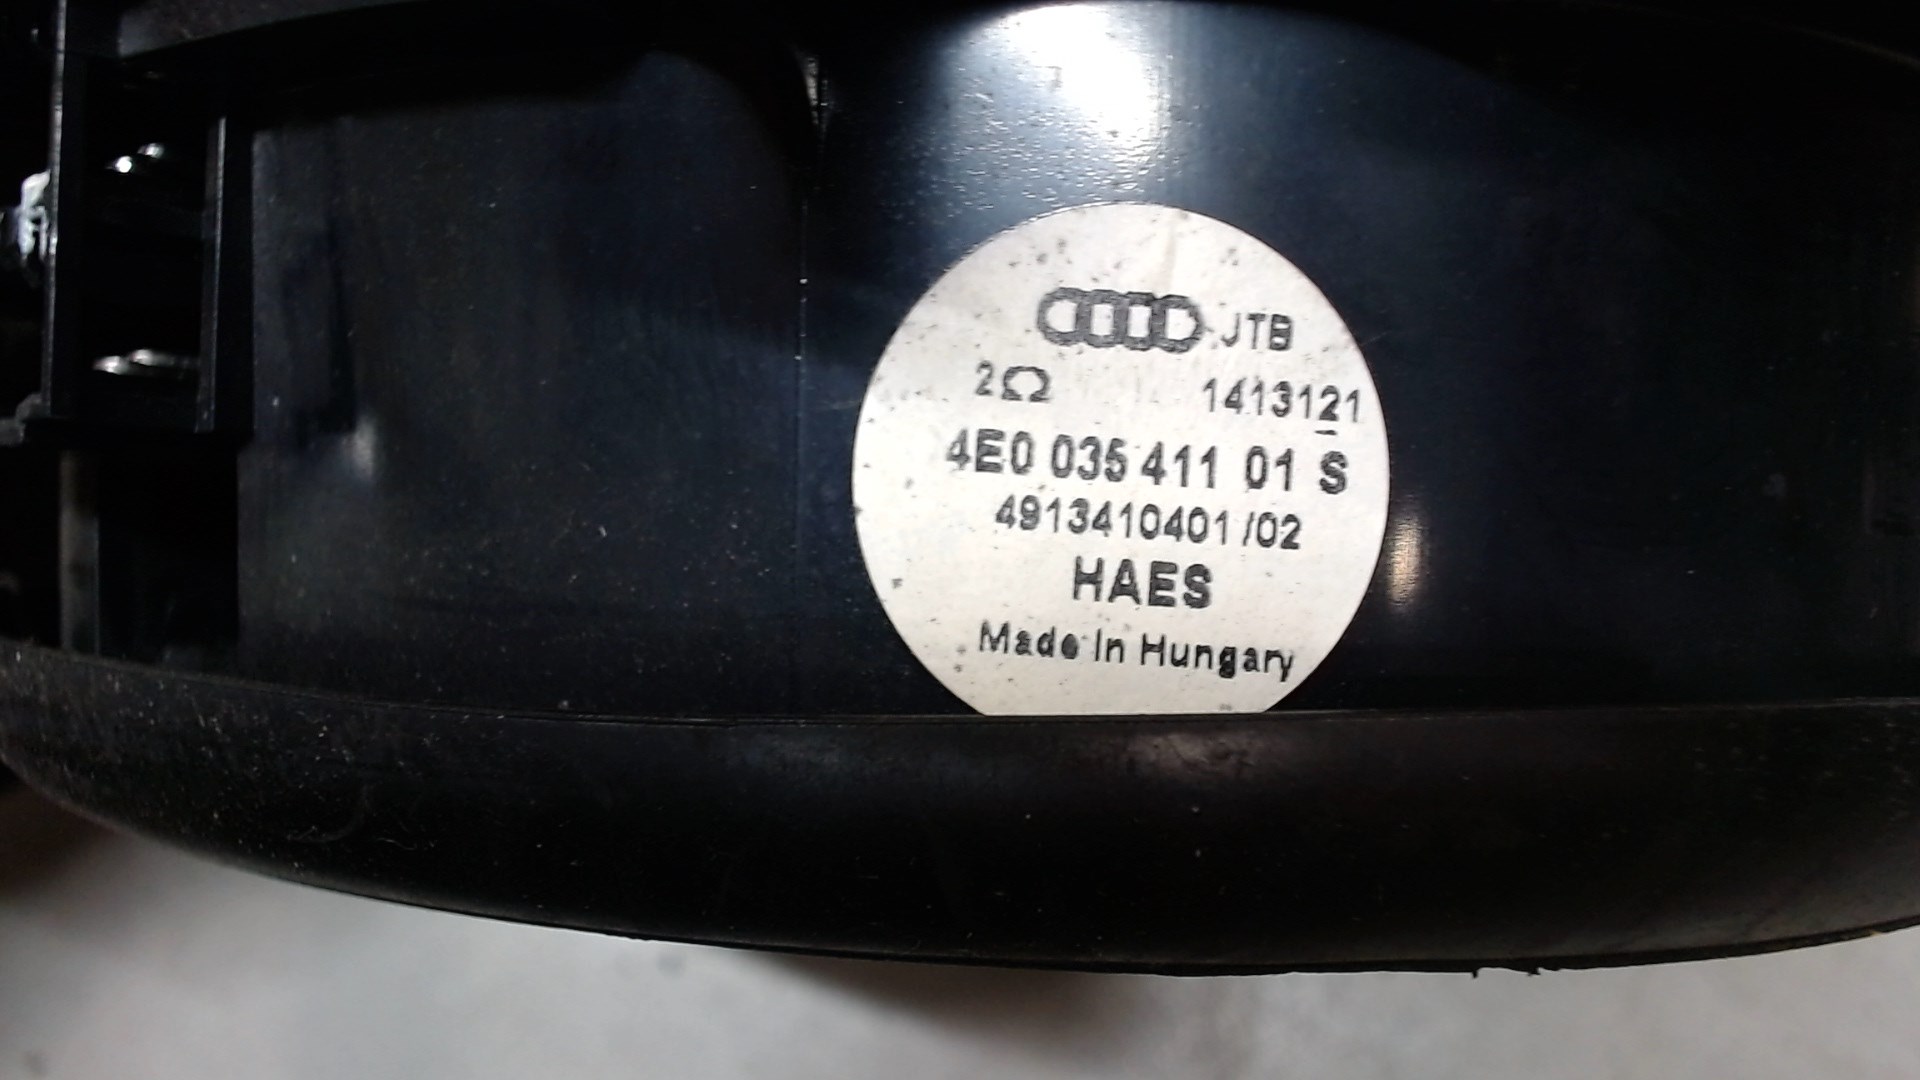 JTB
2Ω 1413121
4E0 035 411 01 S
4913410401 /02
HAES
Made In Hungary